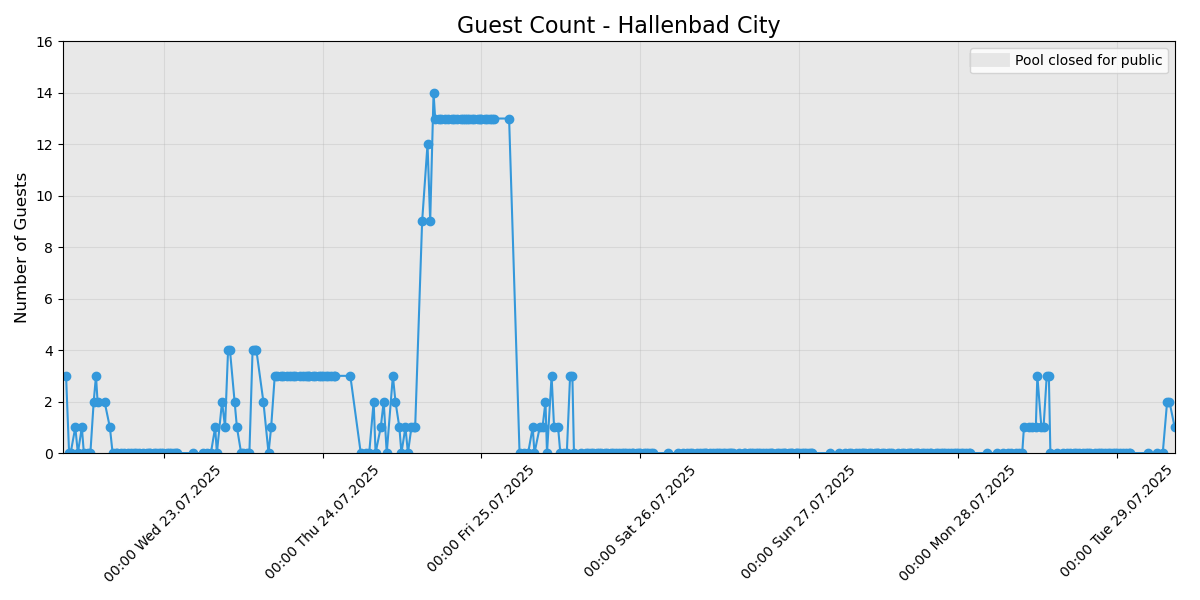 Guest Count - Hallenbad City
Pool closed for public
Number of Guests
16
14
12
10
8
6
4
2
0
00:00 Wed 23.07.2025
00:00 Thu 24.07.2025
00:00 Fri 25.07.2025
00:00 Sat 26.07.2025
00:00 Sun 27.07.2025
00:00 Mon 28.07.2025
00:00 Tue 29.07.2025